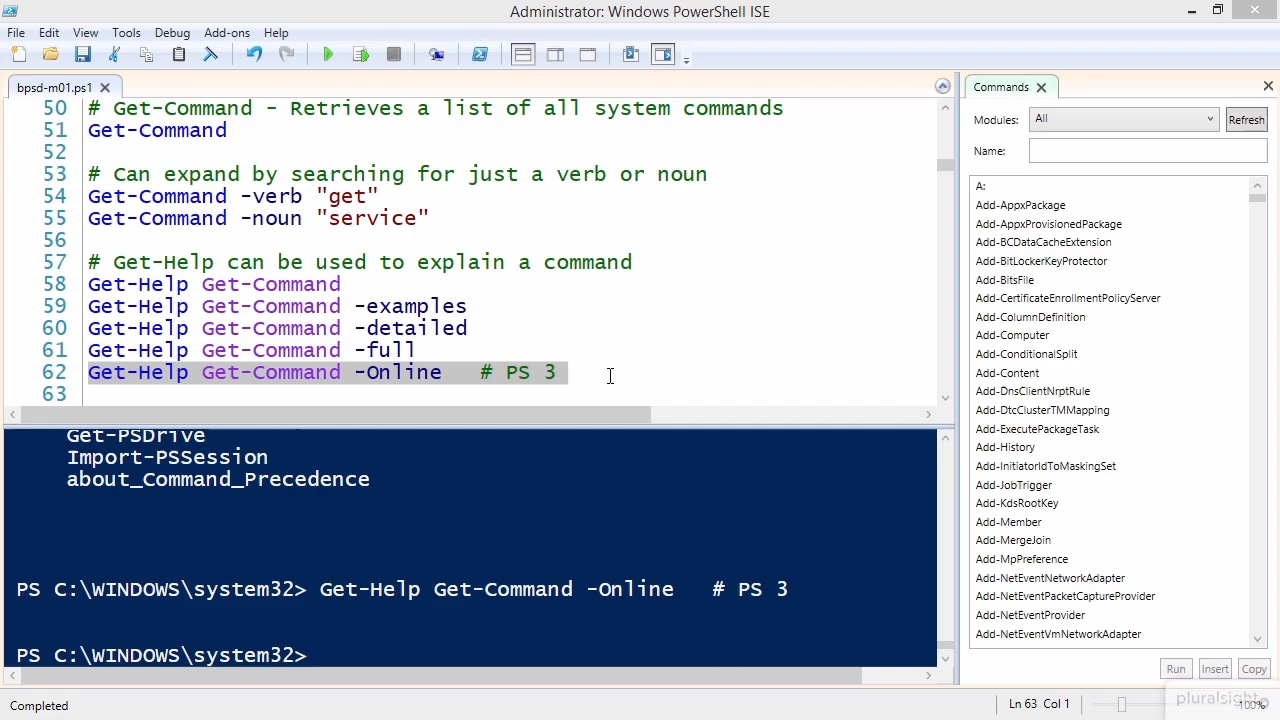 Administrator: Windows PowerShell ISE
File Edit View Tools Debug Add-ons Help
bpsd-m01.ps1
50 # Get-Command - Retrieves a list of all system commands
51 Get-Command
52
53 # Can expand by searching for just a verb or noun
54 Get-Command -verb "get"
55 Get-Command -noun "service"
56
57 # Get-Help can be used to explain a command
58 Get-Help Get-Command
59 Get-Help Get-Command -examples
60 Get-Help Get-Command -detailed
61 Get-Help Get-Command -full
62 Get-Help Get-Command -Online   # PS 3
63
Get-PSDrive
Import-PSSession
about_Command_Precedence
PS C:\WINDOWS\system32> Get-Help Get-Command -Online   # PS 3
PS C:\WINDOWS\system32>
Commands
Modules: All Refresh
Name:
A:
Add-AppxPackage
Add-AppxProvisionedPackage
Add-BCDataCacheExtension
Add-BitLockerKeyProtector
Add-BitsFile
Add-CertificateEnrollmentPolicyServer
Add-ColumnDefinition
Add-Computer
Add-ConditionalSplit
Add-Content
Add-DnsClientNrptRule
Add-DtcClusterTMMapping
Add-ExecutePackageTask
Add-History
Add-InitiatorIdToMaskingSet
Add-JobTrigger
Add-KdsRootKey
Add-Member
Add-MergeJoin
Add-MpPreference
Add-NetEventNetworkAdapter
Add-NetEventPacketCaptureProvider
Add-NetEventProvider
Add-NetEventVmNetworkAdapter
Run Insert Copy
Completed
Ln 63 Col 1
100%
pluralsight